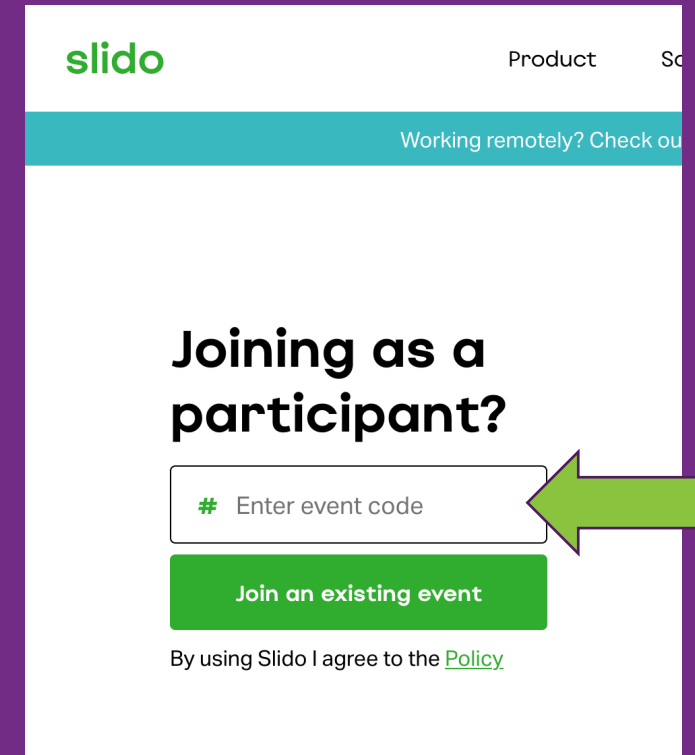 slido
Product
Working remotely? Check ou
Joining as a
participant?
# Enter event code
Join an existing event
By using Slido I agree to the Policy